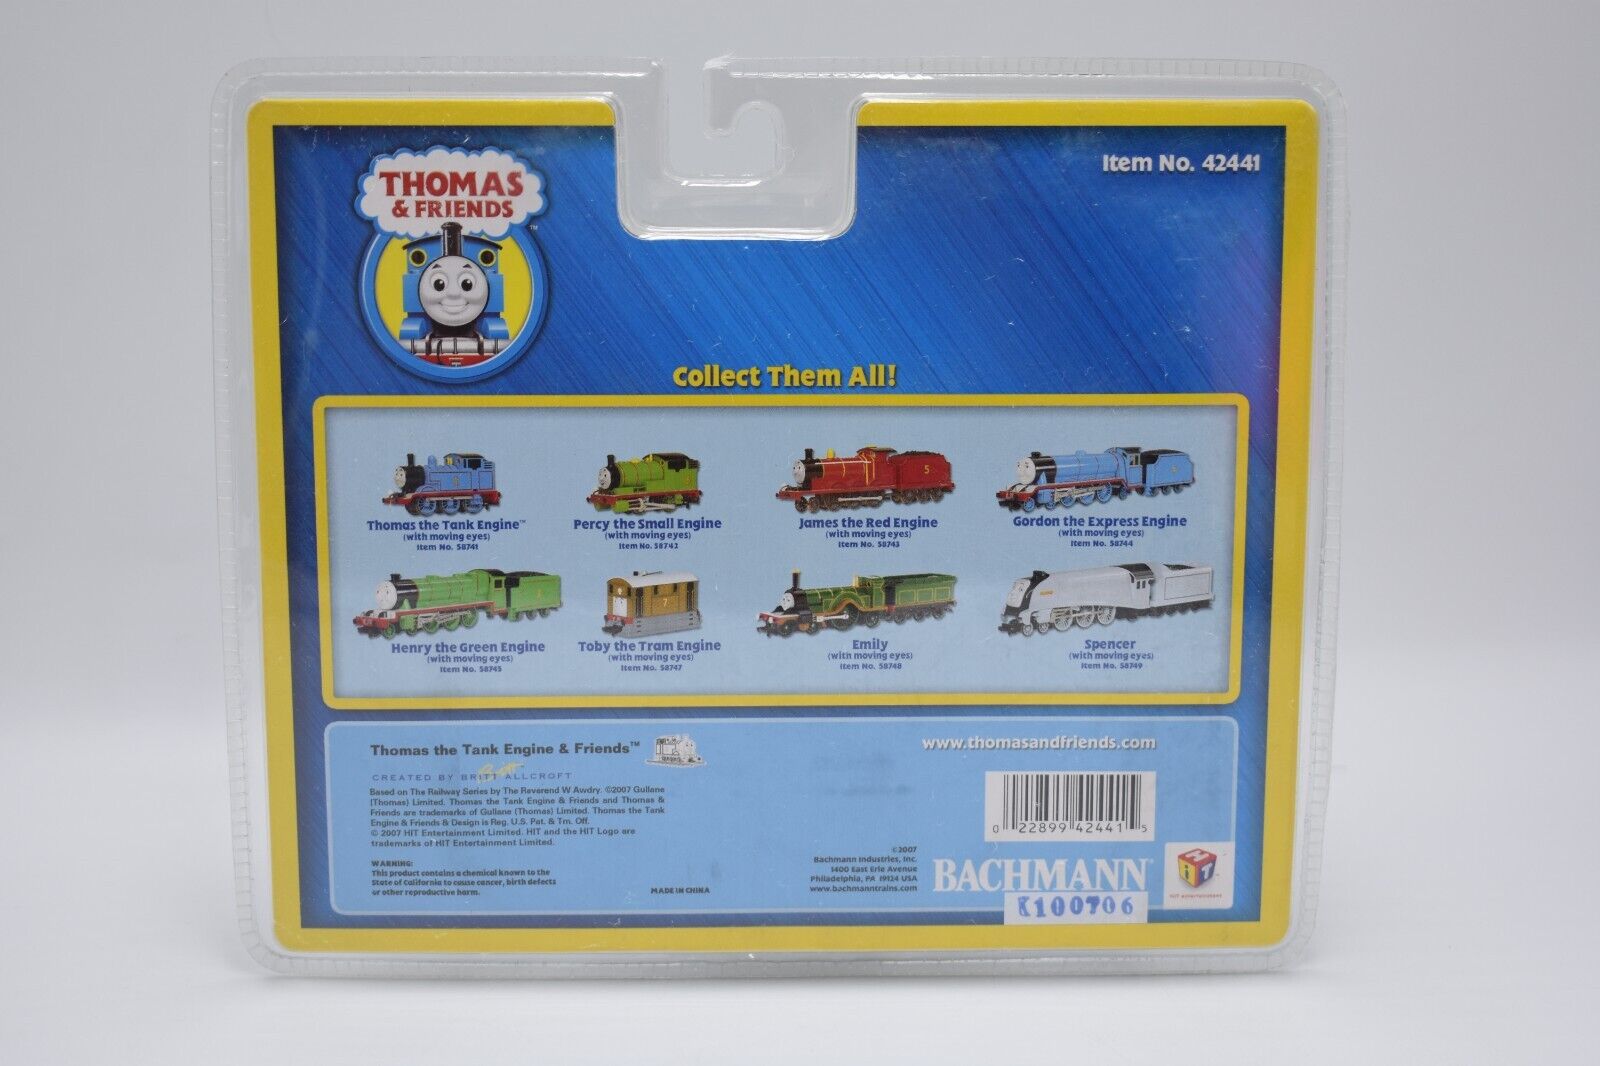 THOMAS
& FRIENDS
™
Item No. 42441
Collect Them All!
Thomas the Tank Engine™
(with moving eyes)
Item No. 58741
Percy the Small Engine
(with moving eyes)
Item No. 58742
5
James the Red Engine
(with moving eyes)
Item No. 58743
Gordon the Express Engine
(with moving eyes)
Item No. 58744
Henry the Green Engine
(with moving eyes)
Item No. 58745
7
Toby the Tram Engine
(with moving eyes)
Item No. 58747
Emily
(with moving eyes)
Item No. 58748
Spencer
(with moving eyes)
Item No. 58749
Thomas the Tank Engine & Friends™
CREATED BY BRITT ALLCROFT
Based on The Railway Series by The Reverend W Awdry. ©2007 Gullane
(Thomas) Limited. Thomas the Tank Engine & Friends and Thomas &
Friends are trademarks of Gullane (Thomas) Limited. Thomas the Tank
Engine & Friends & Design is Reg. U.S. Pat. & Tm. Off.
© 2007 HIT Entertainment Limited. HIT and the HIT Logo are
trademarks of HIT Entertainment Limited.
WARNING:
This product contains a chemical known to the
State of California to cause cancer, birth defects
or other reproductive harm.
MADE IN CHINA
www.thomasandfriends.com
0 22899 42441 5
©2007
Bachmann Industries, Inc.
1400 East Erie Avenue
Philadelphia, PA 19124 USA
www.bachmanntrains.com
BACHMANN®
HiT
HIT entertainment
K100706